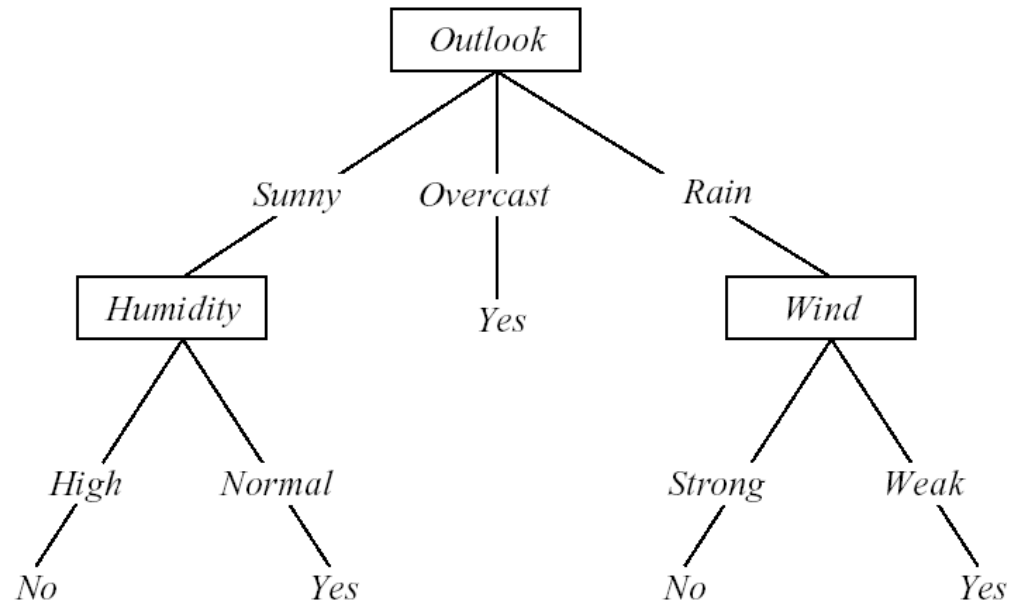 Outlook
Sunny Overcast Rain
Humidity Yes Wind
High Normal Strong Weak
No Yes No Yes